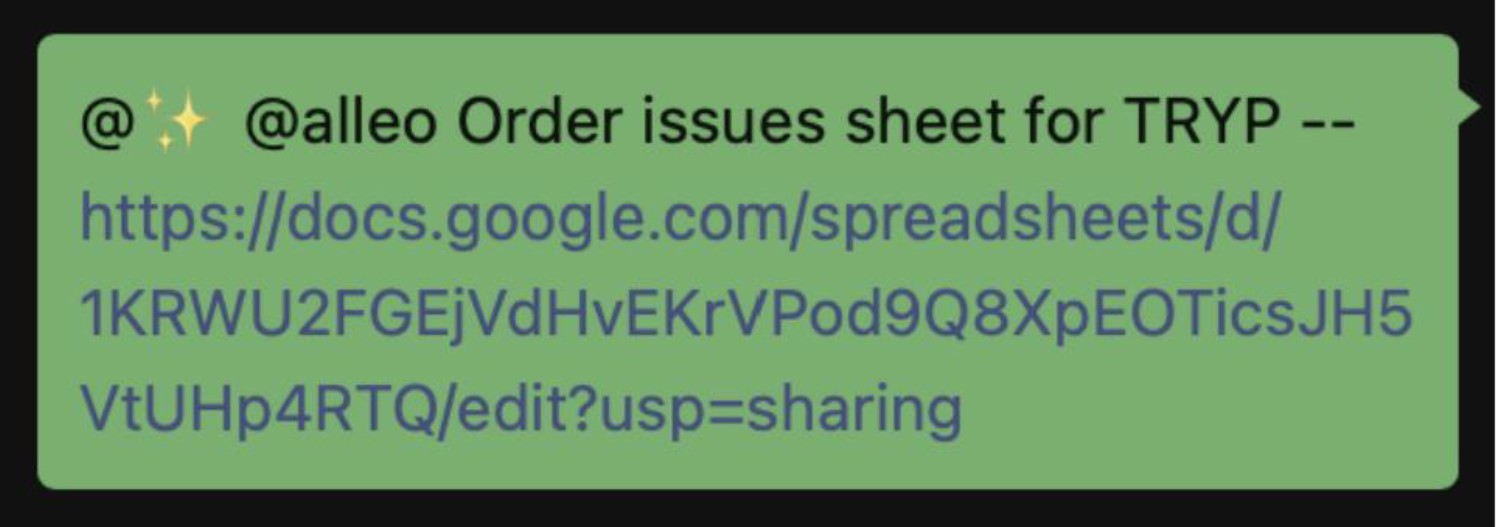 @✨ @alleo Order issues sheet for TRYP --
https://docs.google.com/spreadsheets/d/
1KRWU2FGEjVdHvEKrVPod9Q8XpEOTicsJH5
VtUHp4RTQ/edit?usp=sharing